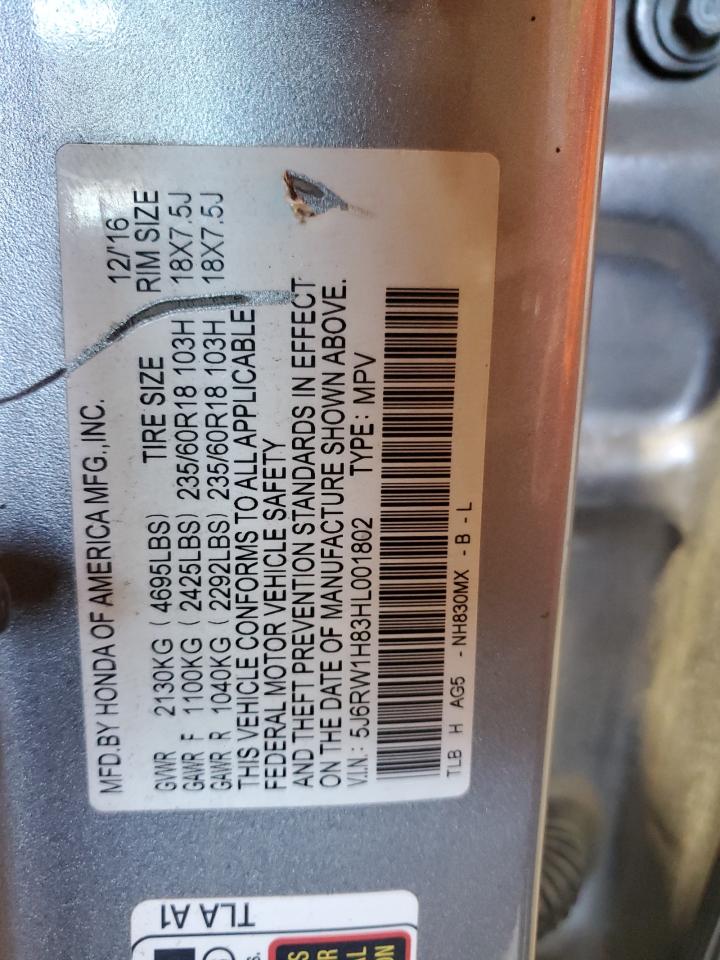 MFD.BY HONDA OF AMERICA MFG.,INC. 12/'16
GVWR 2130KG ( 4695LBS) TIRE SIZE RIM SIZE
GAWR F 1100KG ( 2425LBS) 235/60R18 103H 18X7.5J
GAWR R 1040KG ( 2292LBS) 235/60R18 103H 18X7.5J
THIS VEHICLE CONFORMS TO ALL APPLICABLE
FEDERAL MOTOR VEHICLE SAFETY
AND THEFT PREVENTION STANDARDS IN EFFECT
ON THE DATE OF MANUFACTURE SHOWN ABOVE.
V.I.N.: 5J6RW1H83HL001802 TYPE: MPV
TLB H AG5 - NH830MX - B - L
TLA A1